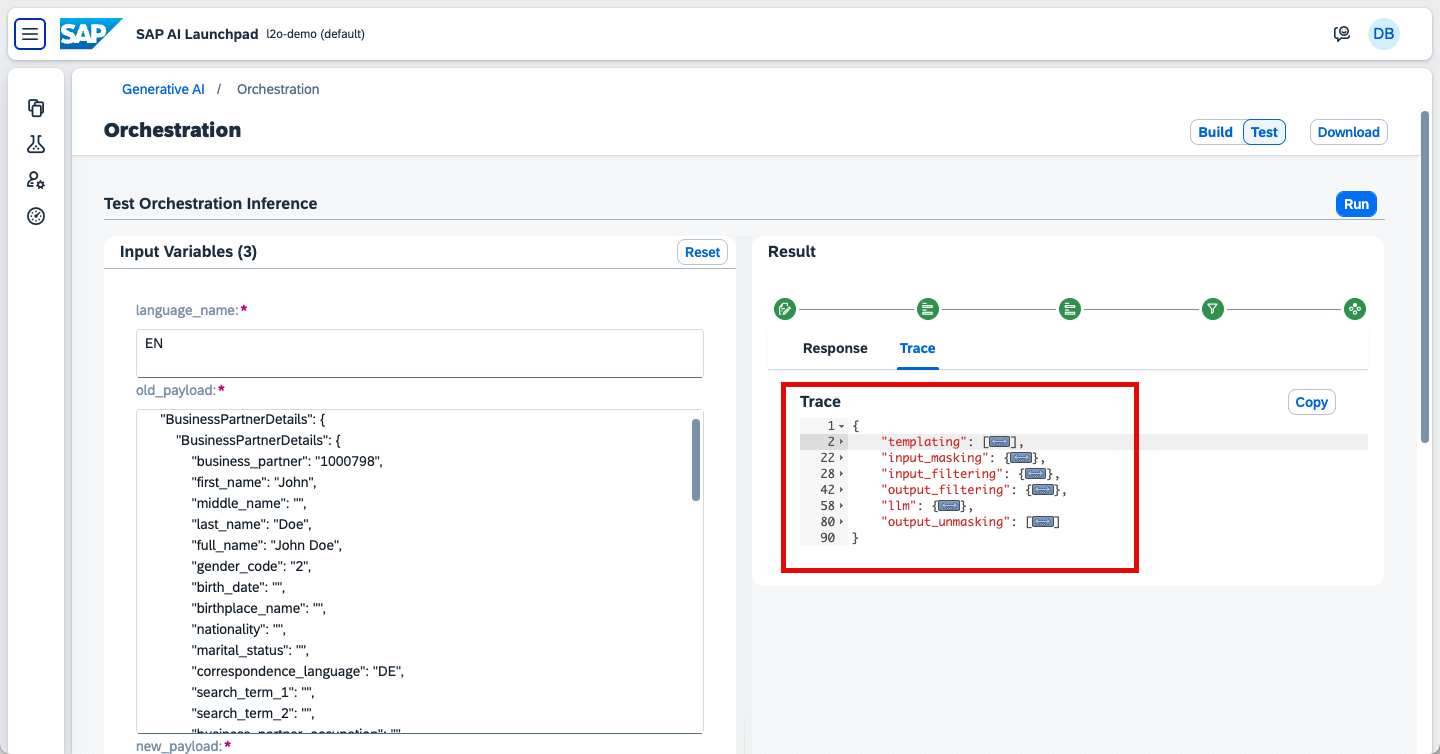 SAP SAP AI Launchpad l2o-demo (default) DB
Generative AI / Orchestration
Orchestration
Build Test Download
Test Orchestration Inference
Run
Input Variables (3)
Reset
language_name:*
EN
old_payload:*
"BusinessPartnerDetails": {
"BusinessPartnerDetails": {
"business_partner": "1000798",
"first_name": "John",
"middle_name": "",
"last_name": "Doe",
"full_name": "John Doe",
"gender_code": "2",
"birth_date": "",
"birthplace_name": "",
"nationality": "",
"marital_status": "",
"correspondence_language": "DE",
"search_term_1": "",
"search_term_2": "",
"business_partner_occupation": ""
new_payload:*
Result
Response Trace
Trace
Copy
1 {
2 "templating": [],
22 "input_masking": {},
28 "input_filtering": {},
42 "output_filtering": {},
58 "llm": {},
80 "output_unmasking": []
90 }